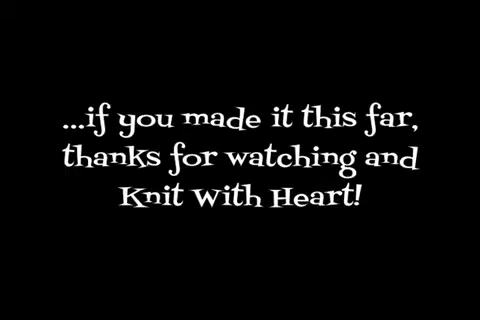 ...if you made it this far,
thanks for watching and
Knit With Heart!